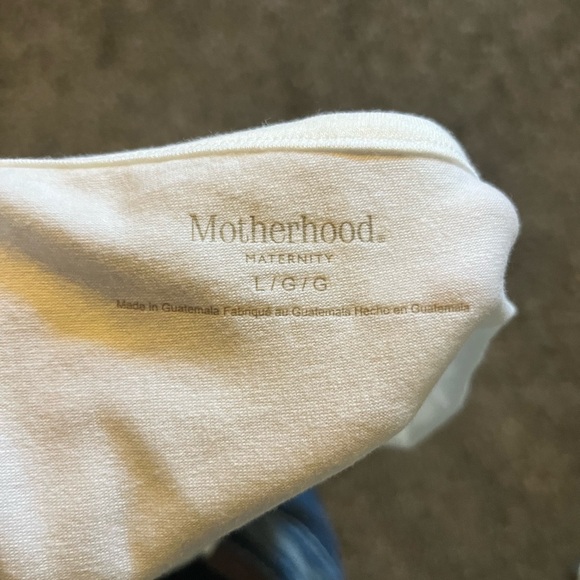 Motherhood®
MATERNITY
L/G/G
Made in Guatemala Fabriqué au Guatemala Hecho en Guatemala